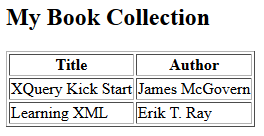 My Book Collection
Title Author
XQuery Kick Start James McGovern
Learning XML Erik T. Ray